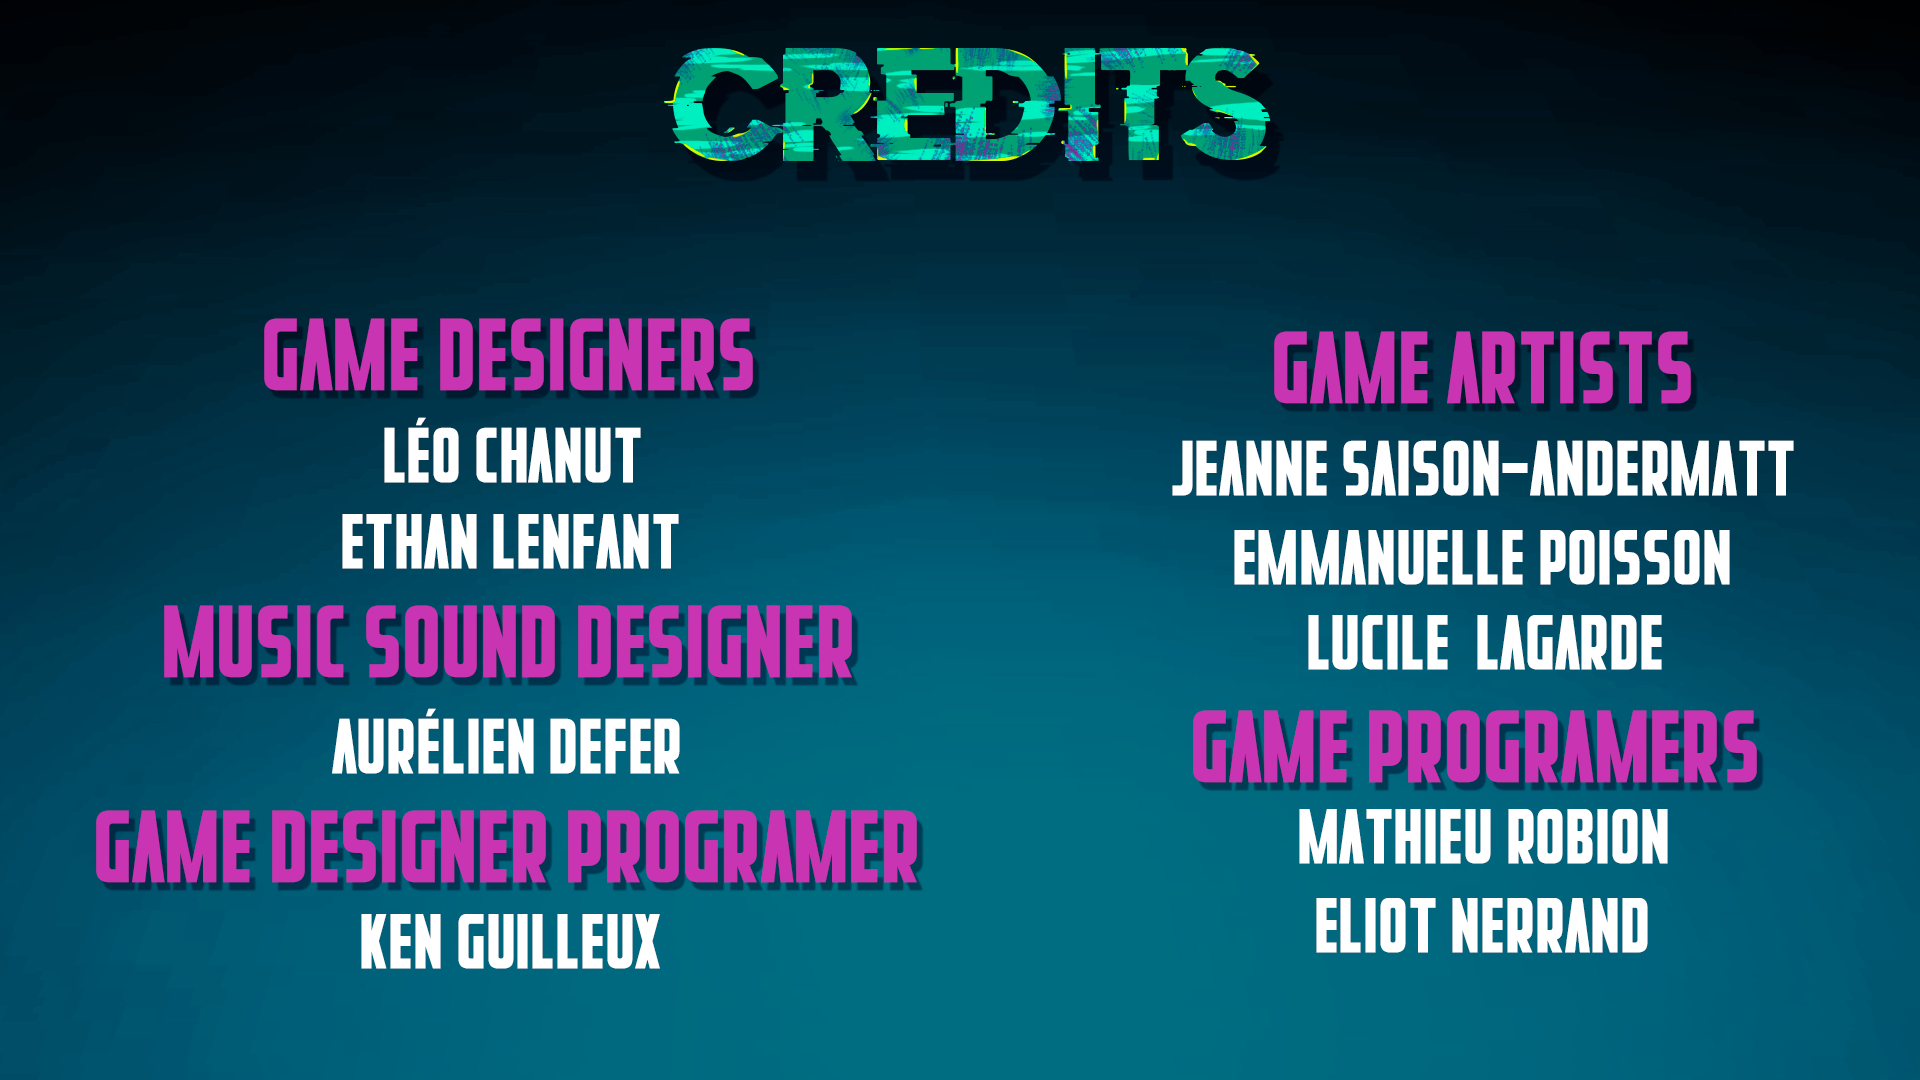 CREDITS
GAME DESIGNERS
LÉO CHANUT
ETHAN LENFANT
MUSIC SOUND DESIGNER
AURÉLIEN DEFER
GAME DESIGNER PROGRAMER
KEN GUILLEUX
GAME ARTISTS
JEANNE SAISON-ANDERMATT
EMMANUELLE POISSON
LUCILE LAGARDE
GAME PROGRAMERS
MATHIEU ROBION
ELIOT NERRAND